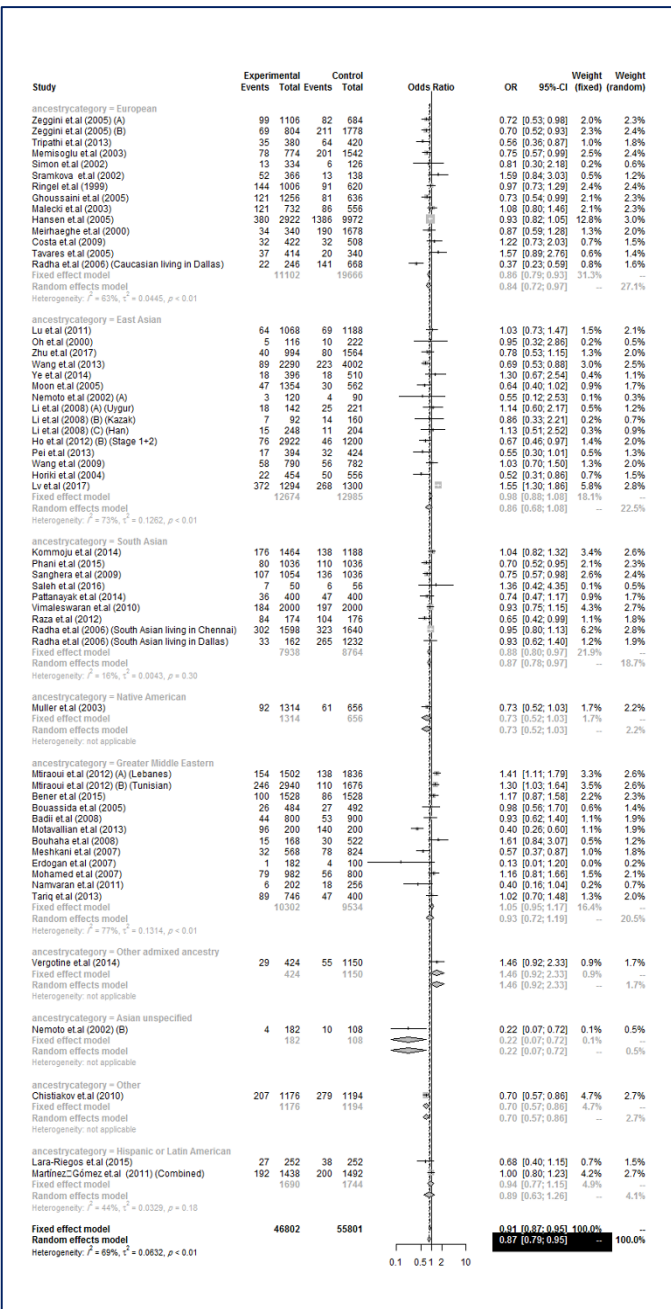 Experimental Control Weight Weight
Study Events Total Events Total Odds Ratio OR 95%-CI (fixed) (random)
ancestrycategory = European
Zeggini et.al (2005) (A) 99 1106 82 684 0.72 [0.53; 0.98] 2.0% 2.3%
Zeggini et.al (2005) (B) 69 804 211 1778 0.70 [0.52; 0.93] 2.4% 2.3%
Tripathi et.al (2013) 35 380 64 420 0.56 [0.36; 0.87] 1.0% 1.8%
Memisoglu et.al (2003) 78 774 201 1542 0.75 [0.57; 0.99] 2.2% 2.4%
Simon et.al (2002) 13 334 6 126 0.81 [0.30; 2.18] 0.2% 0.6%
Sramkova et.al (2002) 52 366 13 138 1.59 [0.84; 3.03] 0.5% 1.2%
Ringel et.al (1999) 144 1006 91 620 0.97 [0.73; 1.29] 2.4% 2.4%
Ghoussaini et.al (2005) 121 1256 81 636 0.73 [0.54; 0.99] 2.2% 2.3%
Malecki et.al (2003) 121 732 86 556 1.08 [0.80; 1.46] 1.8% 2.3%
Hansen et.al (2005) 380 2922 1386 9972 0.93 [0.82; 1.05] 12.8% 3.0%
Meirhaeghe et.al (2000) 34 340 190 1678 0.87 [0.59; 1.28] 1.3% 2.0%
Costa et.al (2009) 32 422 32 508 1.22 [0.73; 2.03] 0.7% 1.5%
Tavares et.al (2005) 37 414 20 340 1.57 [0.89; 2.76] 0.6% 1.4%
Radha et.al (2006) (Caucasian living in Dallas) 22 246 141 668 0.37 [0.23; 0.59] 0.8% 1.6%
Fixed effect model 11102 19666 0.86 [0.79; 0.93] 31.3% --
Random effects model 0.84 [0.72; 0.97] -- 27.1%
Heterogeneity: I² = 63%, τ² = 0.0445, p < 0.01
ancestrycategory = East Asian
Lu et.al (2011) 64 1068 69 1188 1.03 [0.73; 1.47] 1.5% 2.1%
Oh et.al (2000) 5 116 10 222 0.95 [0.32; 2.86] 0.2% 0.5%
Zhu et.al (2017) 40 994 80 1564 0.78 [0.53; 1.15] 1.3% 2.0%
Wang et.al (2013) 89 2290 223 4002 0.69 [0.53; 0.88] 3.0% 2.5%
Ye et.al (2014) 18 396 18 510 1.30 [0.67; 2.54] 0.4% 1.1%
Moon et.al (2005) 47 1354 30 562 0.64 [0.40; 1.02] 0.9% 1.7%
Nemoto et.al (2002) (A) 3 120 4 90 0.55 [0.12; 2.53] 0.1% 0.3%
Li et.al (2008) (A) (Uygur) 18 142 25 221 1.14 [0.60; 2.17] 0.5% 1.2%
Li et.al (2008) (B) (Kazak) 7 92 14 160 0.86 [0.33; 2.21] 0.2% 0.7%
Li et.al (2008) (C) (Han) 15 248 11 204 1.13 [0.51; 2.52] 0.3% 0.9%
Ho et.al (2012) (B) (Stage 1+2) 76 2922 46 1200 0.67 [0.46; 0.97] 1.4% 2.0%
Pei et.al (2013) 17 394 32 424 0.55 [0.30; 1.01] 0.5% 1.3%
Wang et.al (2009) 58 790 56 782 1.03 [0.70; 1.50] 1.3% 2.0%
Horiki et.al (2004) 22 454 50 556 0.52 [0.31; 0.86] 0.7% 1.5%
Lv et.al (2017) 372 1294 268 1300 1.55 [1.30; 1.86] 5.8% 2.8%
Fixed effect model 12674 12985 0.98 [0.88; 1.08] 18.1% --
Random effects model 0.86 [0.68; 1.08] -- 22.5%
Heterogeneity: I² = 73%, τ² = 0.1262, p < 0.01
ancestrycategory = South Asian
Kommoju et.al (2014) 176 1464 138 1188 1.04 [0.82; 1.32] 3.4% 2.6%
Phani et.al (2015) 80 1036 110 1036 0.70 [0.52; 0.95] 2.1% 2.3%
Sanghera et.al (2009) 107 1054 136 1036 0.75 [0.57; 0.98] 2.6% 2.4%
Saleh et.al (2016) 7 50 6 56 1.36 [0.42; 4.35] 0.1% 0.5%
Pattanayak et.al (2014) 36 400 47 400 0.74 [0.47; 1.17] 0.9% 1.7%
Vimaleswaran et.al (2010) 184 2000 197 2000 0.93 [0.75; 1.15] 4.3% 2.7%
Raza et.al (2012) 84 174 104 176 0.65 [0.42; 0.99] 1.1% 1.9%
Radha et.al (2006) (South Asian living in Chennai) 302 1598 323 1640 0.95 [0.80; 1.13] 6.2% 2.8%
Radha et.al (2006) (South Asian living in Dallas) 33 162 265 1232 0.93 [0.62; 1.40] 1.2% 1.9%
Fixed effect model 7938 8764 0.88 [0.80; 0.97] 21.9% --
Random effects model 0.87 [0.78; 0.97] -- 18.7%
Heterogeneity: I² = 16%, τ² = 0.0043, p = 0.30
ancestrycategory = Native American
Muller et.al (2003) 92 1314 61 656 0.73 [0.52; 1.03] 1.7% 2.2%
Fixed effect model 1314 656 0.73 [0.52; 1.03] 1.7% --
Random effects model 0.73 [0.52; 1.03] -- 2.2%
Heterogeneity: not applicable
ancestrycategory = Greater Middle Eastern
Mtiraoui et.al (2012) (A) (Lebanes) 154 1502 138 1836 1.41 [1.11; 1.79] 3.3% 2.6%
Mtiraoui et.al (2012) (B) (Tunisian) 246 2940 110 1676 1.30 [1.03; 1.64] 3.5% 2.6%
Bener et.al (2015) 100 1528 86 1528 1.17 [0.87; 1.58] 2.2% 2.3%
Bouassida et.al (2005) 26 484 27 492 0.98 [0.56; 1.70] 0.6% 1.4%
Badii et.al (2008) 44 800 53 900 0.93 [0.62; 1.40] 1.2% 1.9%
Motavallian et.al (2013) 96 200 140 200 0.40 [0.26; 0.60] 1.1% 1.9%
Bouhaha et.al (2008) 15 168 30 522 1.61 [0.84; 3.07] 0.5% 1.2%
Meshkani et.al (2007) 32 568 78 824 0.57 [0.37; 0.87] 1.1% 1.8%
Erdogan et.al (2007) 1 182 4 100 0.13 [0.01; 1.20] 0.0% 0.2%
Mohamed et.al (2007) 79 982 56 800 1.16 [0.81; 1.66] 1.5% 2.1%
Namvaran et.al (2011) 6 202 18 256 0.40 [0.16; 1.04] 0.2% 0.7%
Tariq et.al (2013) 89 746 47 400 1.02 [0.70; 1.48] 1.3% 2.0%
Fixed effect model 10302 9534 1.05 [0.95; 1.17] 16.4% --
Random effects model 0.93 [0.72; 1.19] -- 20.5%
Heterogeneity: I² = 77%, τ² = 0.1314, p < 0.01
ancestrycategory = Other admixed ancestry
Vergotine et.al (2014) 29 424 55 1150 1.46 [0.92; 2.33] 0.9% 1.7%
Fixed effect model 424 1150 1.46 [0.92; 2.33] 0.9% --
Random effects model 1.46 [0.92; 2.33] -- 1.7%
Heterogeneity: not applicable
ancestrycategory = Asian unspecified
Nemoto et.al (2002) (B) 4 182 10 108 0.22 [0.07; 0.72] 0.1% 0.5%
Fixed effect model 182 108 0.22 [0.07; 0.72] 0.1% --
Random effects model 0.22 [0.07; 0.72] -- 0.5%
Heterogeneity: not applicable
ancestrycategory = Other
Chistiakov et.al (2010) 207 1176 279 1194 0.70 [0.57; 0.86] 4.7% 2.7%
Fixed effect model 1176 1194 0.70 [0.57; 0.86] 4.7% --
Random effects model 0.70 [0.57; 0.86] -- 2.7%
Heterogeneity: not applicable
ancestrycategory = Hispanic or Latin American
Lara-Riegos et.al (2015) 27 252 38 252 0.68 [0.40; 1.15] 0.7% 1.5%
Martínez□Gómez et.al (2011) (Combined) 192 1438 200 1492 1.00 [0.80; 1.23] 4.2% 2.7%
Fixed effect model 1690 1744 0.94 [0.77; 1.15] 4.9% --
Random effects model 0.89 [0.63; 1.26] -- 4.1%
Heterogeneity: I² = 44%, τ² = 0.0329, p = 0.18
Fixed effect model 46802 55801 0.91 [0.87; 0.95] 100.0% --
Random effects model 0.87 [0.79; 0.95] -- 100.0%
Heterogeneity: I² = 69%, τ² = 0.0632, p < 0.01
0.1 0.5 1 2 10